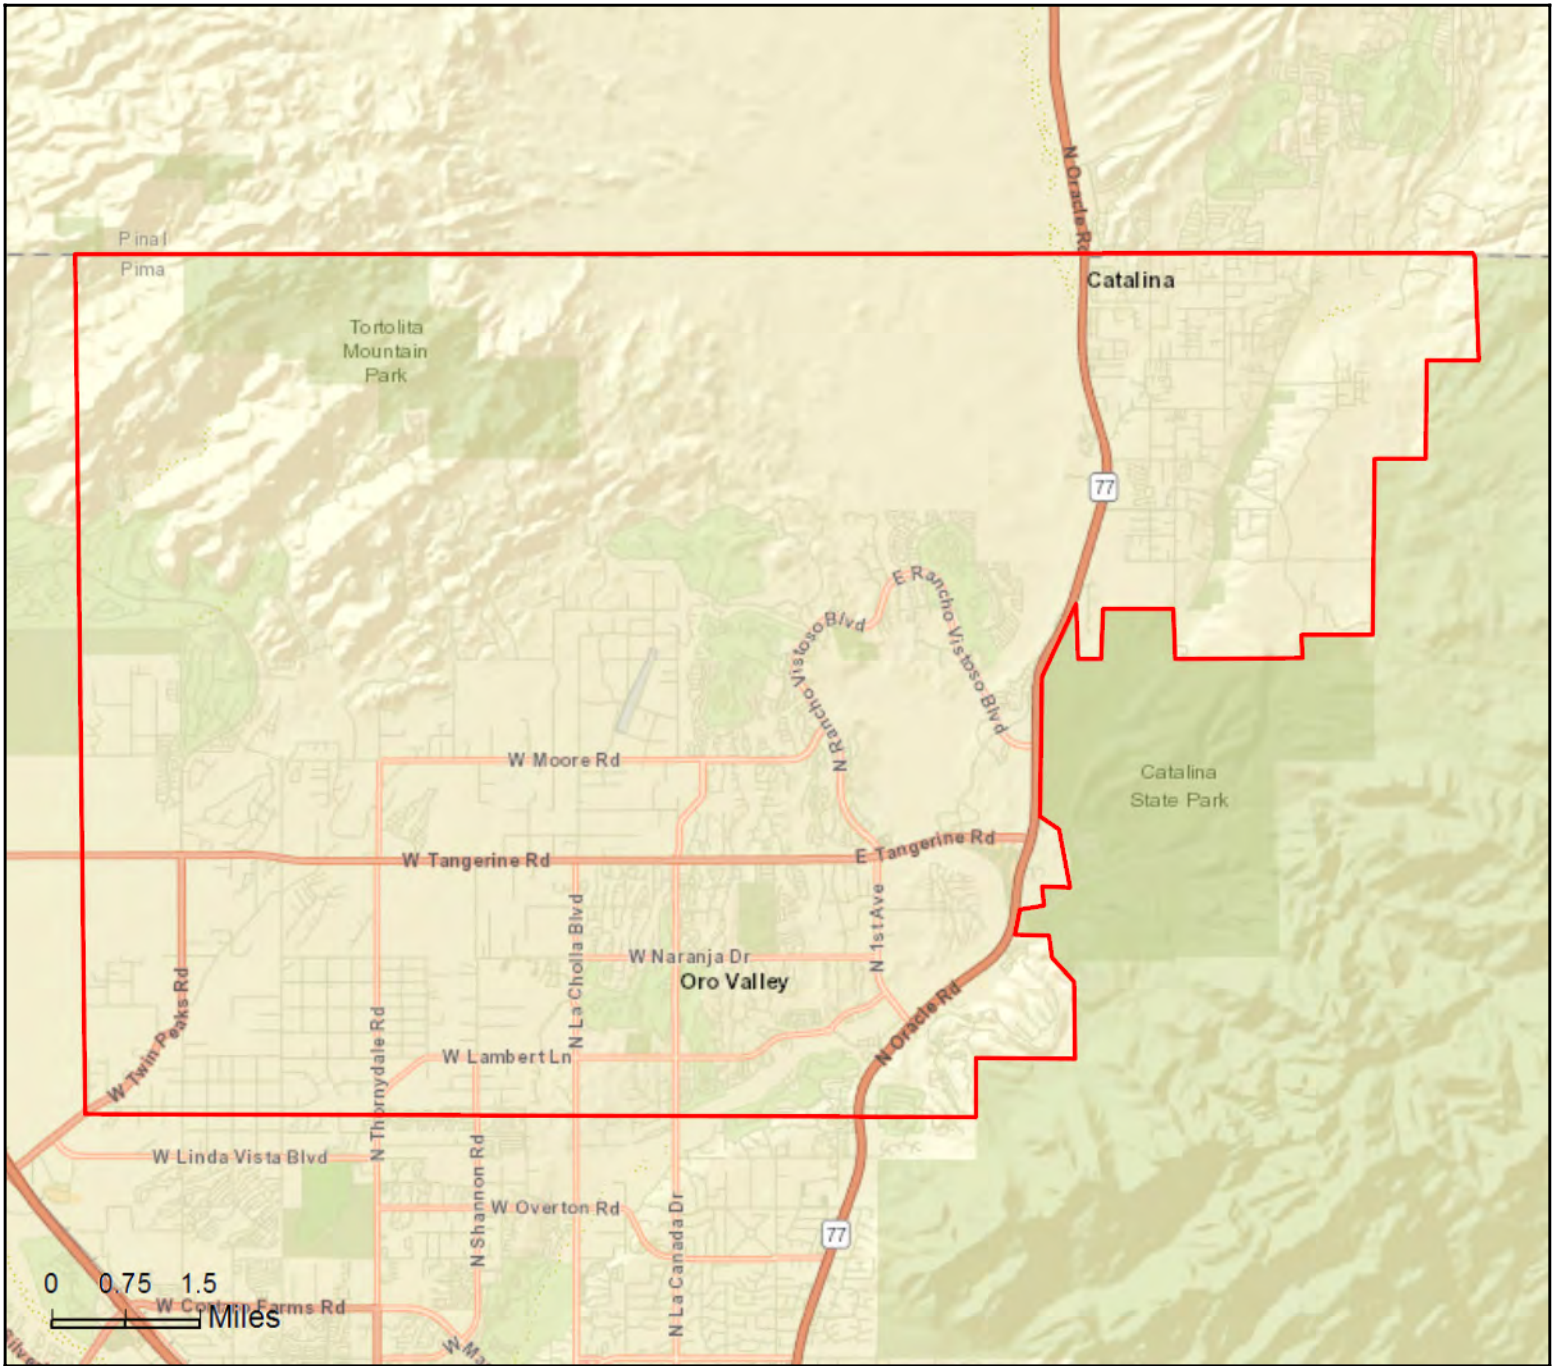 N Oracle Rd
Pinal
Pima
Catalina
Tortolita
Mountain
Park
77
E Rancho Vistoso Blvd
Vistoso Blvd
N Rancho
W Moore Rd
Catalina
State Park
W Tangerine Rd
E Tangerine Rd
N La Cholla Blvd
N 1st Ave
W Naranja Dr
Oro Valley
W Twin Peaks Rd
N Thornydale Rd
N Oracle Rd
W Lambert Ln
W Linda Vista Blvd
N Shannon Rd
W Overton Rd
N La Canada Dr
77
0 0.75 1.5
Miles
W Farms Rd
W